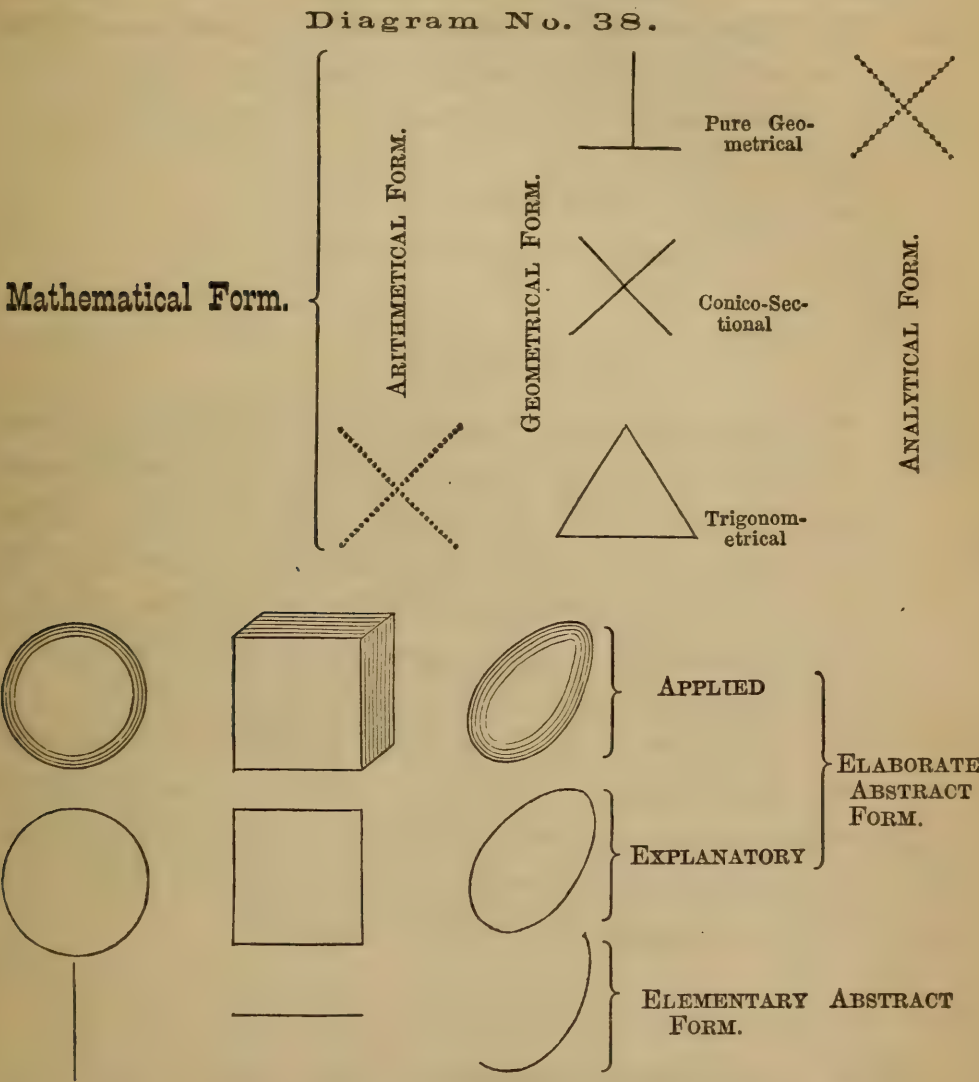 Diagram No. 38.
Mathematical Form.
ARITHMETICAL FORM.
GEOMETRICAL FORM.
Pure Geo-
metrical
Conico-Sec-
tional
Trigonom-
etrical
ANALYTICAL FORM.
APPLIED
EXPLANATORY
ELABORATE
ABSTRACT
FORM.
ELEMENTARY ABSTRACT
FORM.